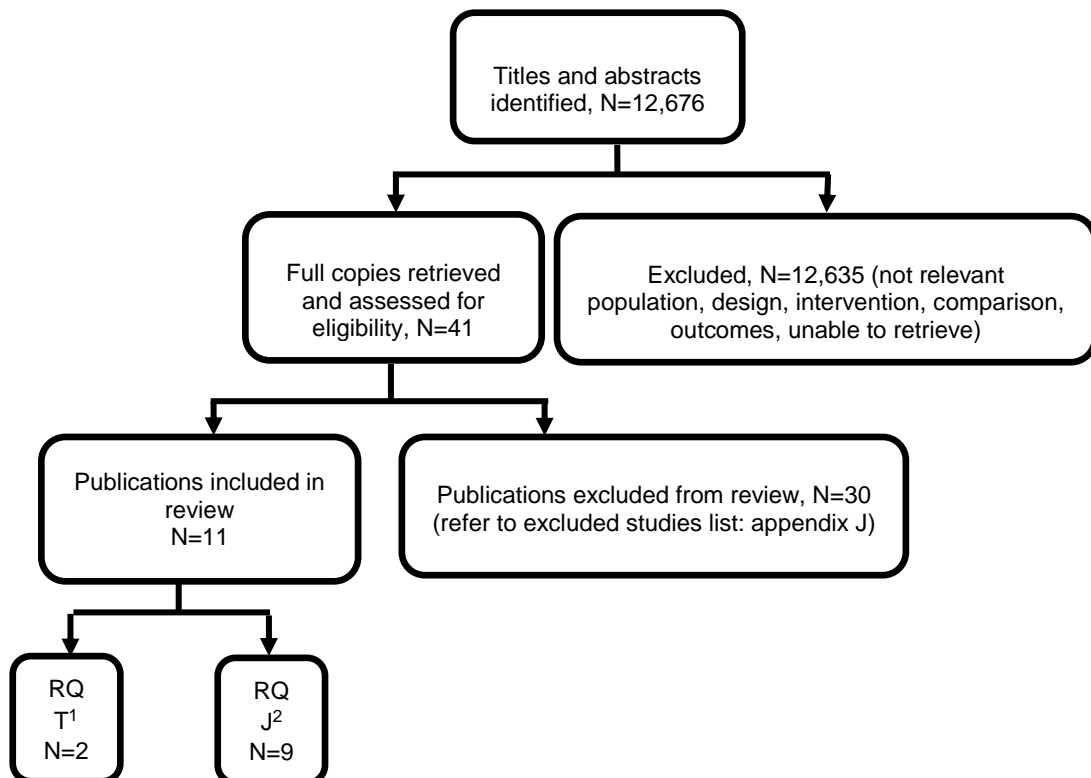 Titles and abstracts
identified, N=12,676
Full copies retrieved
and assessed for
eligibility, N=41
Excluded, N=12,635 (not relevant
population, design, intervention, comparison,
outcomes, unable to retrieve)
Publications included in
review
N=11
Publications excluded from review, N=30
(refer to excluded studies list: appendix J)
RQ
T¹
N=2
RQ
J²
N=9